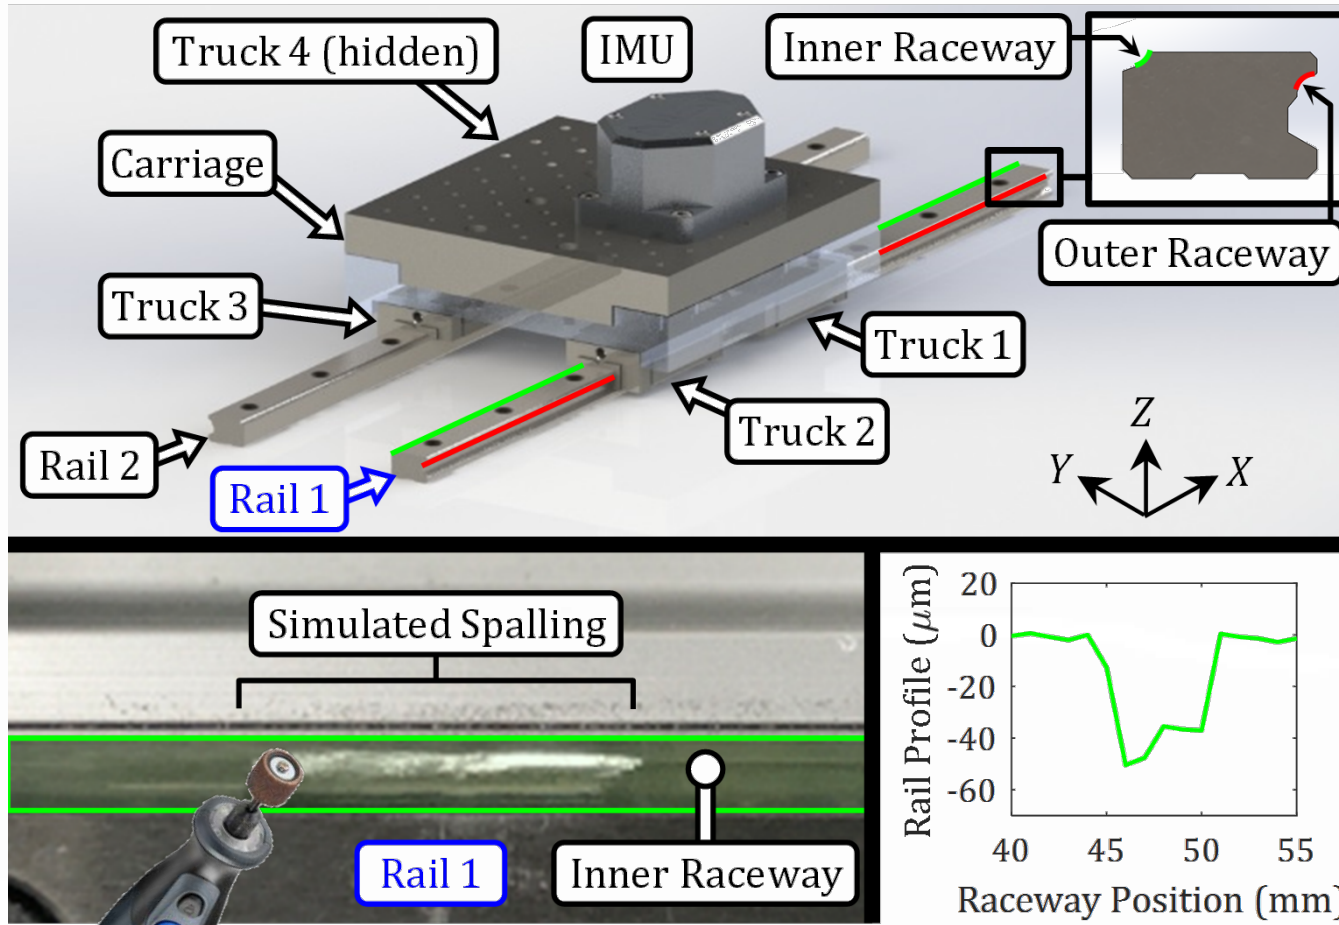 Truck 4 (hidden)
IMU
Inner Raceway
Carriage
Outer Raceway
Truck 3
Truck 1
Truck 2
Rail 2
Rail 1
Z
Y
X
Simulated Spalling
Rail 1
Inner Raceway
Rail Profile (μm)
20
0
-20
-40
-60
40 45 50 55
Raceway Position (mm)